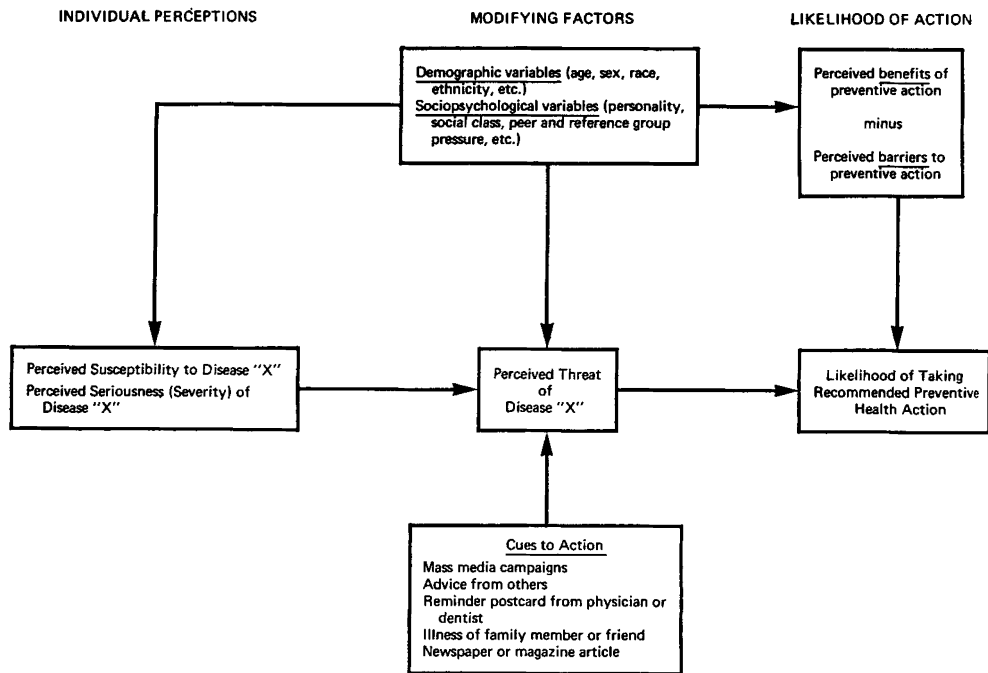 INDIVIDUAL PERCEPTIONS
MODIFYING FACTORS
LIKELIHOOD OF ACTION
Demographic variables (age, sex, race,
ethnicity, etc.)
Sociopsychological variables (personality,
social class, peer and reference group
pressure, etc.)
Perceived benefits of
preventive action
minus
Perceived barriers to
preventive action
Perceived Susceptibility to Disease "X"
Perceived Seriousness (Severity) of
Disease "X"
Perceived Threat
of
Disease "X"
Likelihood of Taking
Recommended Preventive
Health Action
Cues to Action
Mass media campaigns
Advice from others
Reminder postcard from physician or
dentist
Illness of family member or friend
Newspaper or magazine article